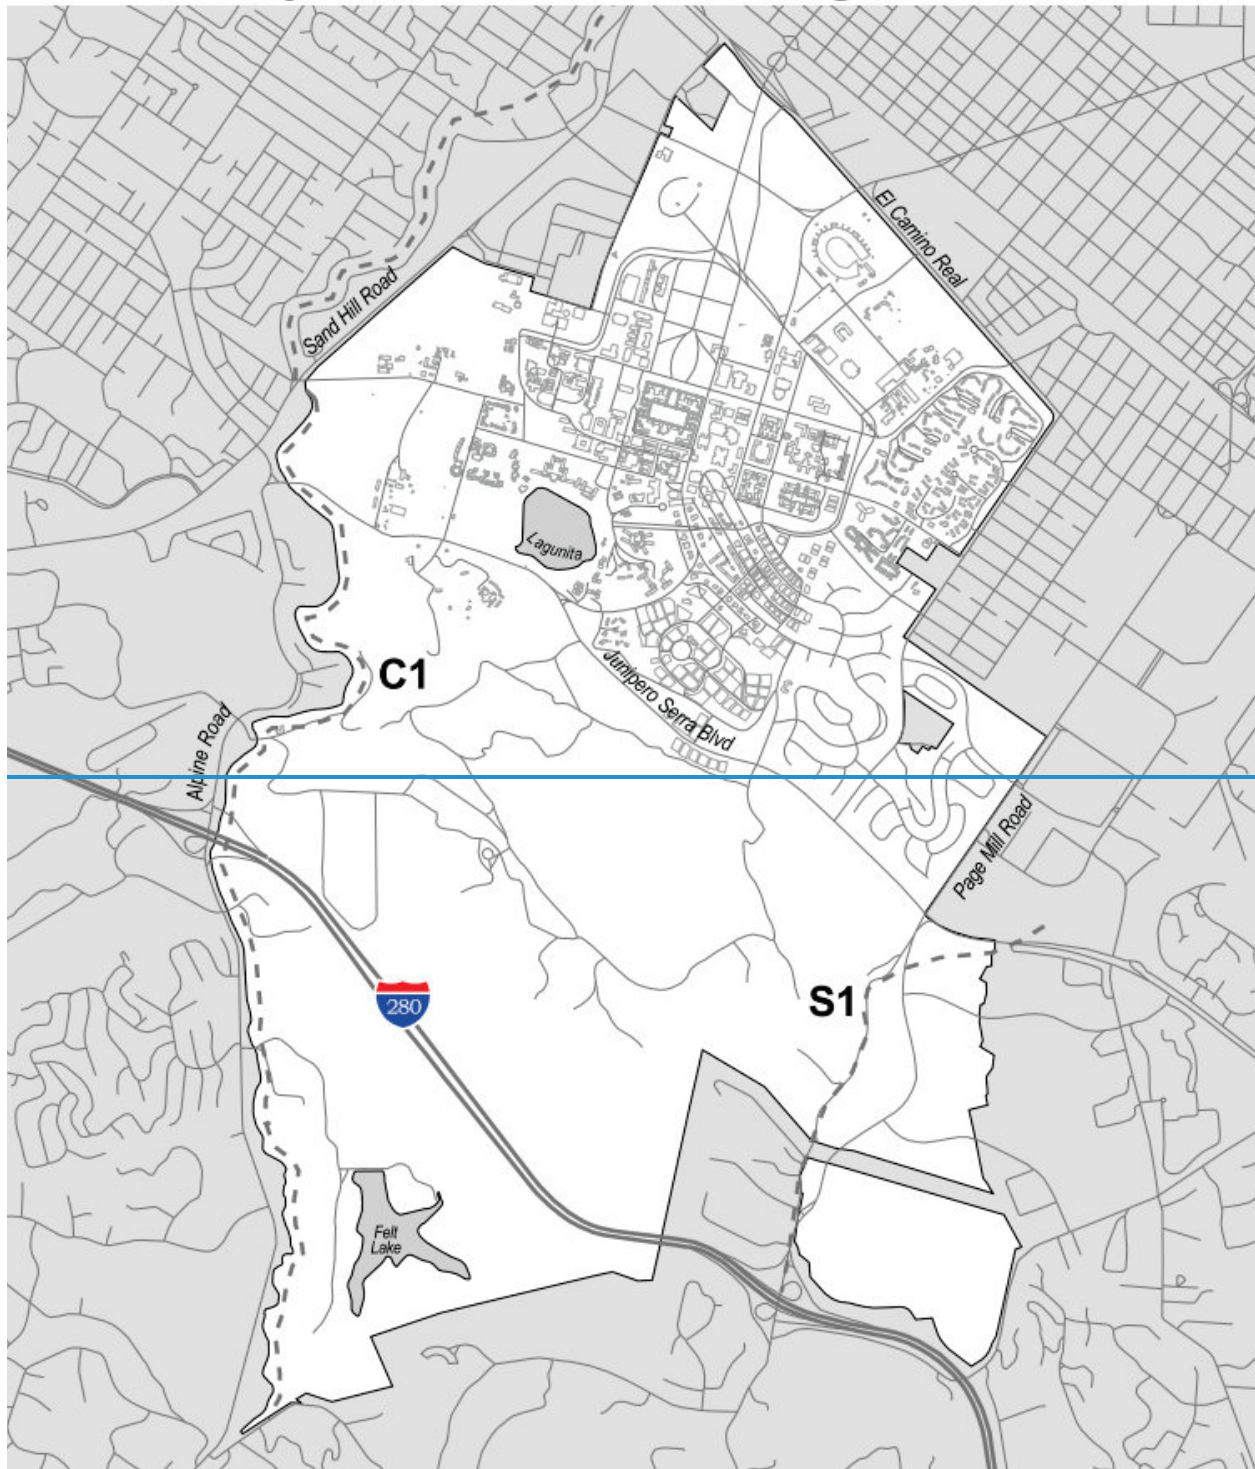 El Camino Real
Sand Hill Road
Lagunita
C1
Junipero Serra Blvd
Alpine Road
Page Mill Road
S1
280
Felt
Lake